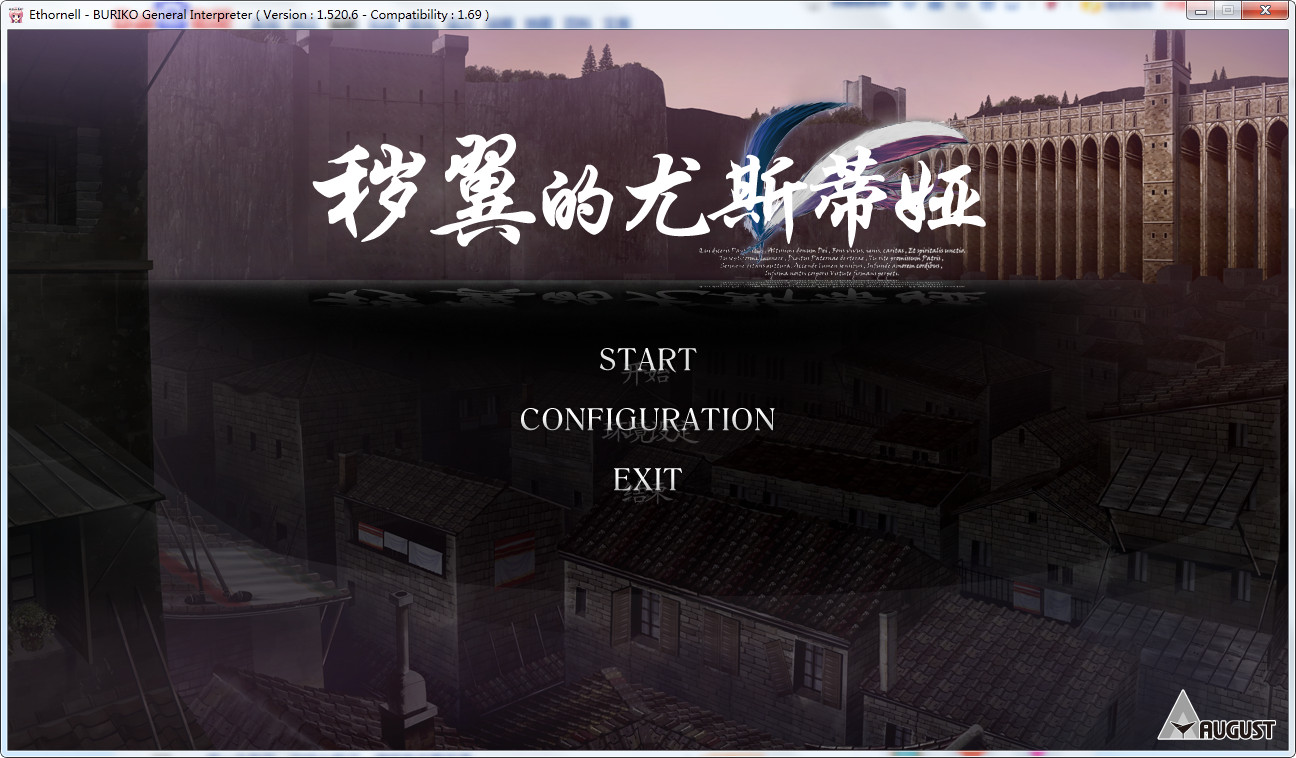 Ethornell - BURIKO General Interpreter ( Version : 1.520.6 - Compatibility : 1.69 )
秽翼的尤斯蒂娅
START
开始
CONFIGURATION
环境设定
EXIT
结束
AUGUST